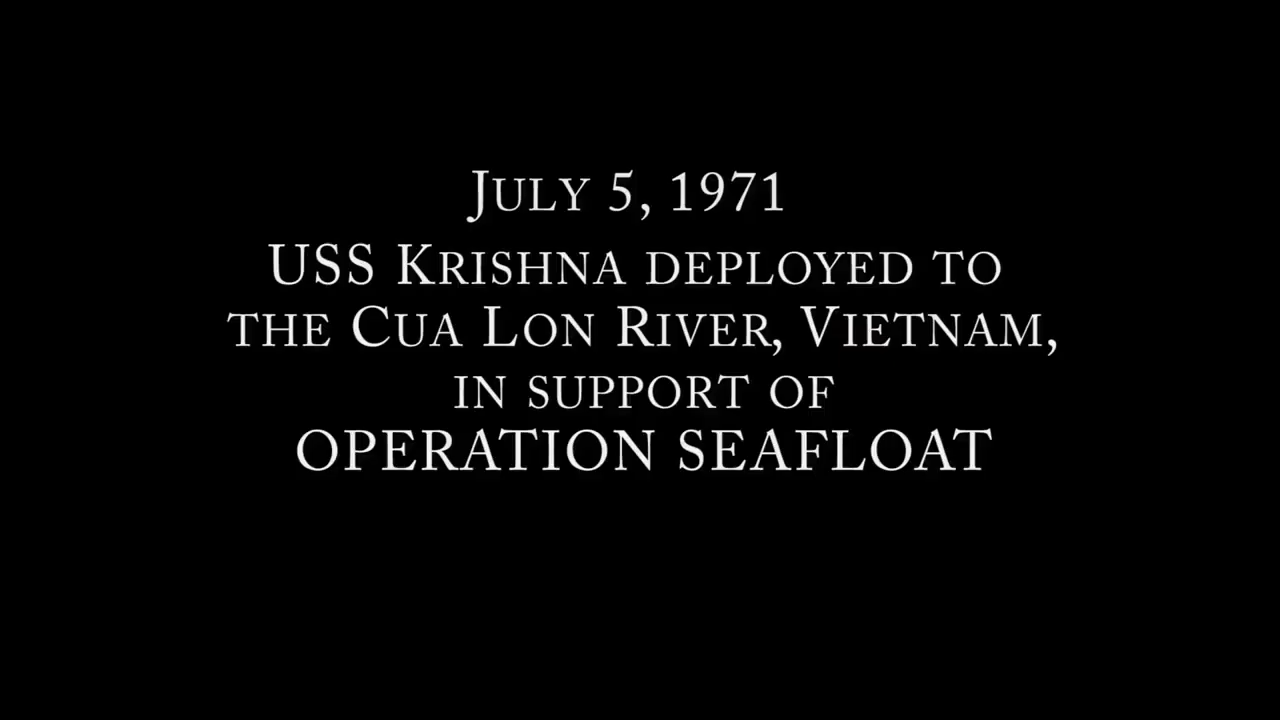 July 5, 1971
USS Krishna deployed to
the Cua Lon River, Vietnam,
in support of
OPERATION SEAFLOAT